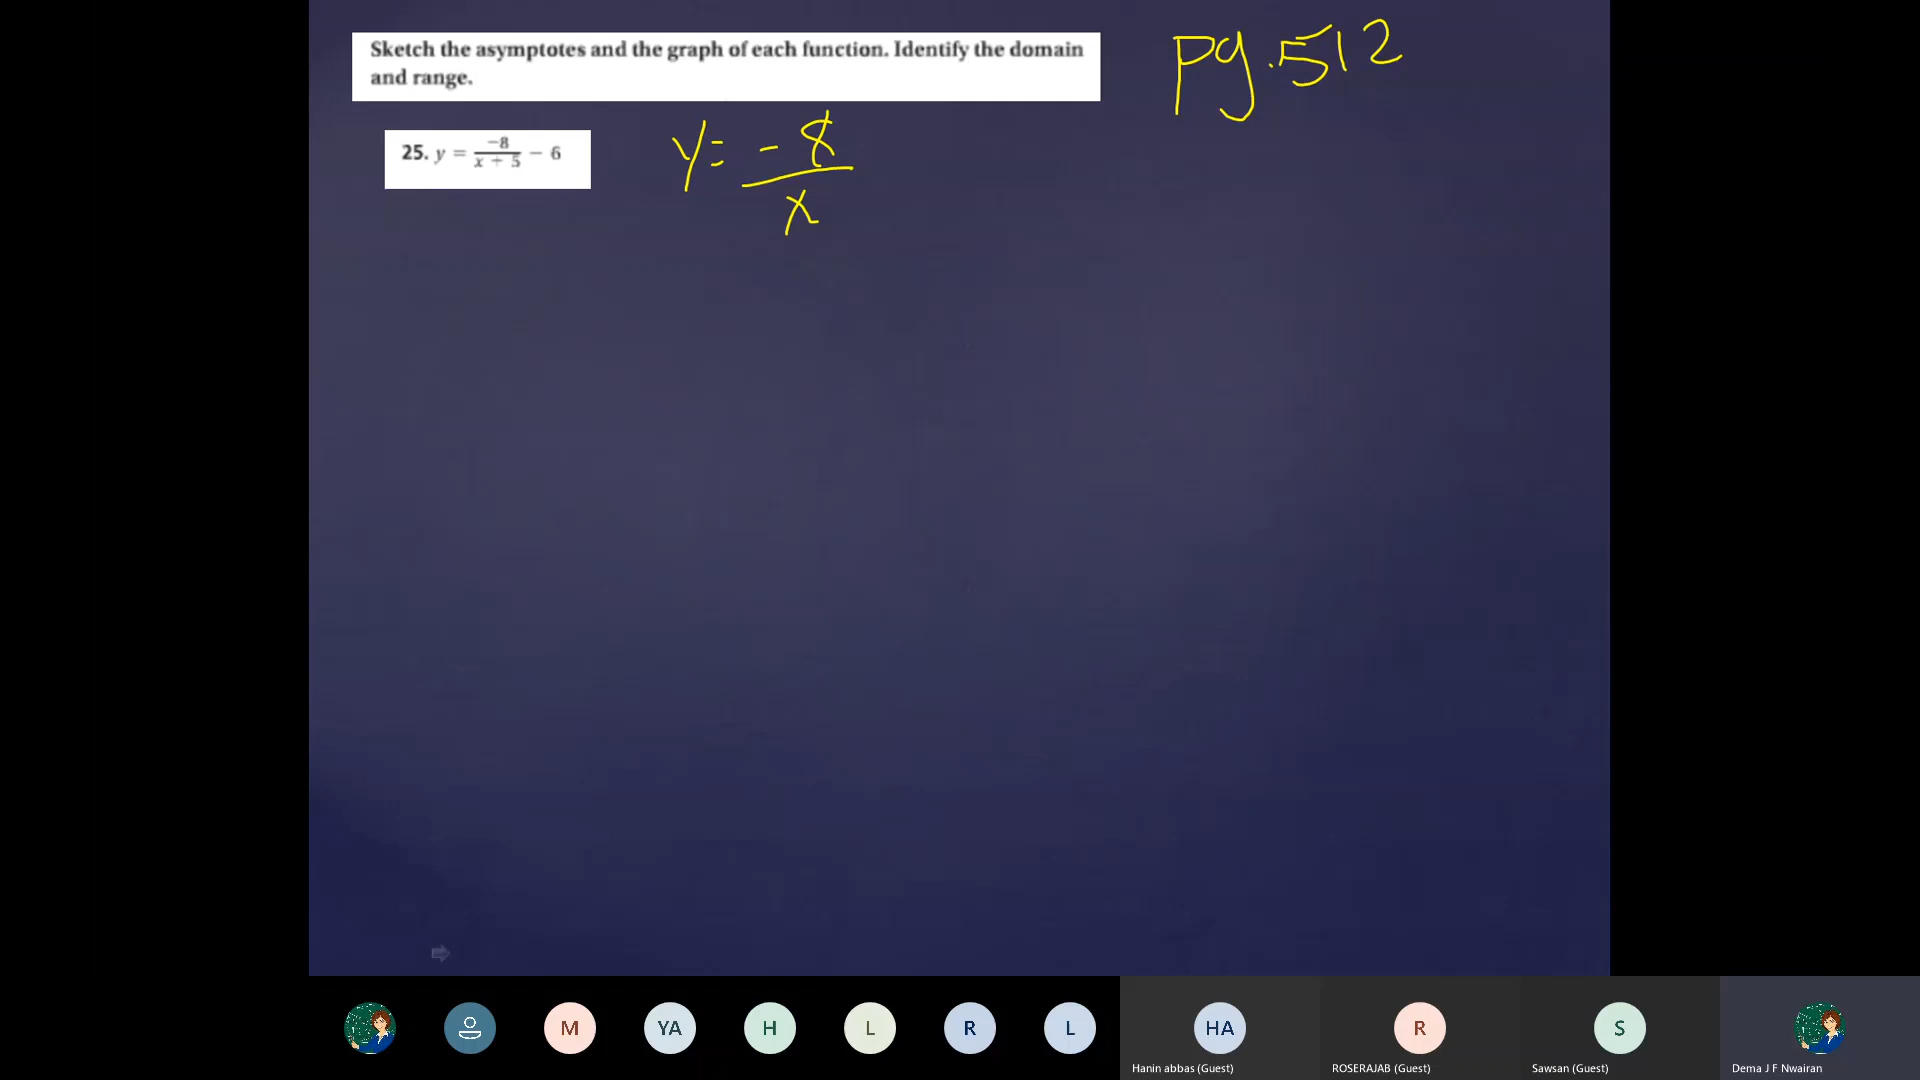 Sketch the asymptotes and the graph of each function. Identify the domain
and range.
pg.512
25. y = −8/(x + 5) − 6
y= -8/x
M
YA
H
L
R
L
HA
R
S
Hanin abbas (Guest)
ROSERAJAB (Guest)
Sawsan (Guest)
Dema J F Nwairan